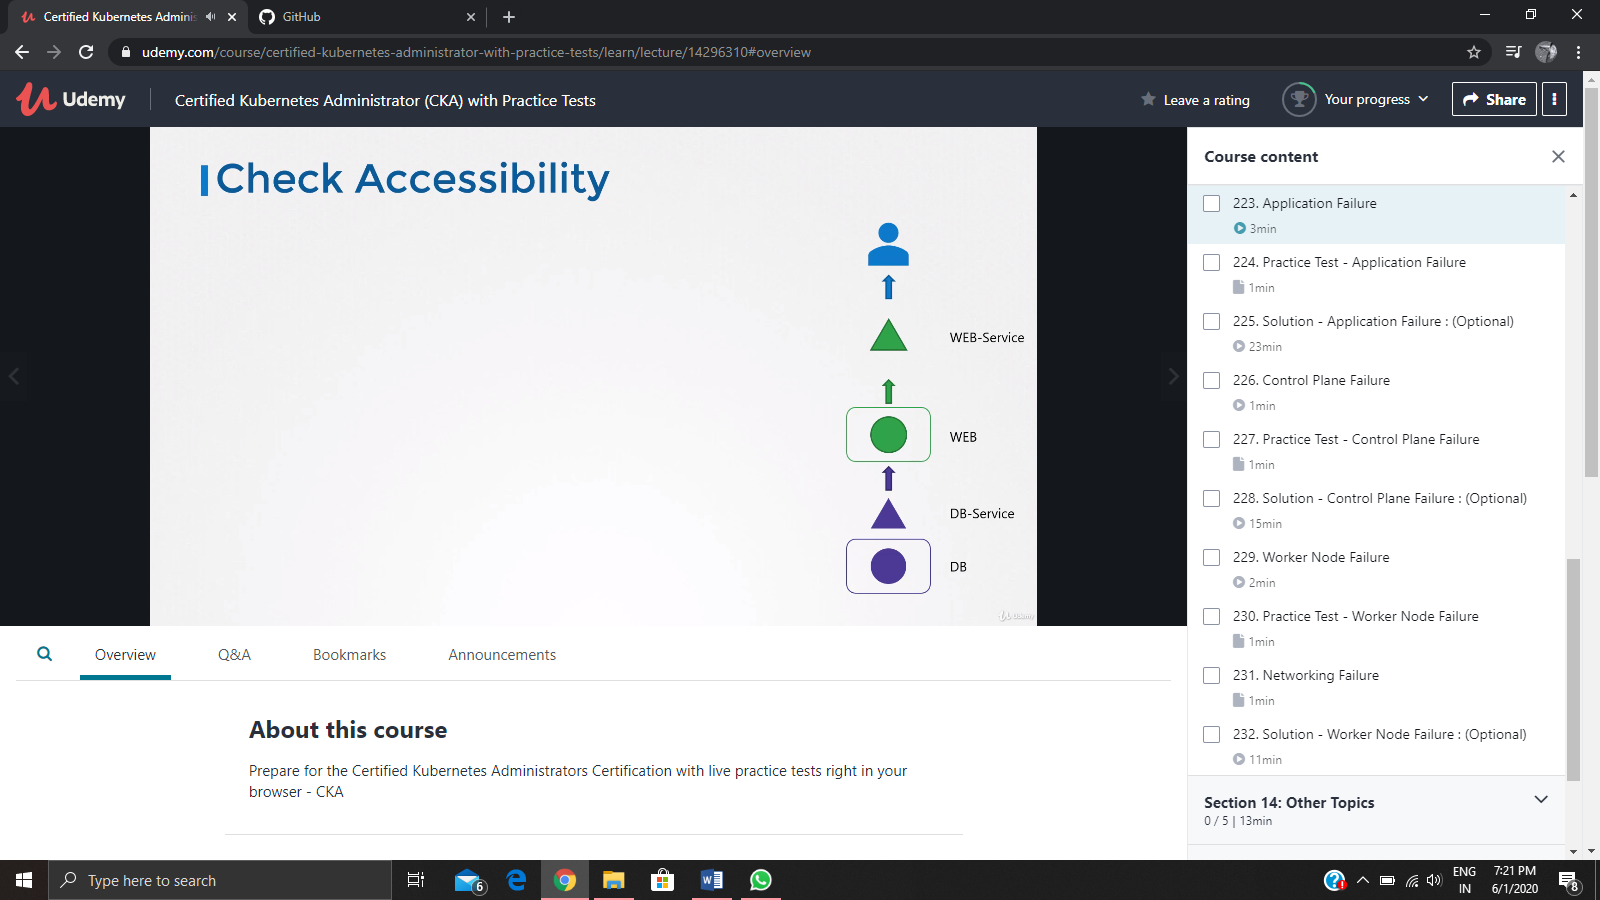 Certified Kubernetes Adminis
GitHub
udemy.com/course/certified-kubernetes-administrator-with-practice-tests/learn/lecture/14296310#overview
Udemy
Certified Kubernetes Administrator (CKA) with Practice Tests
Leave a rating
Your progress
Share
Check Accessibility
WEB-Service
WEB
DB-Service
DB
Udemy
Course content
223. Application Failure
3min
224. Practice Test - Application Failure
1min
225. Solution - Application Failure : (Optional)
23min
226. Control Plane Failure
1min
227. Practice Test - Control Plane Failure
1min
228. Solution - Control Plane Failure : (Optional)
15min
229. Worker Node Failure
2min
230. Practice Test - Worker Node Failure
1min
231. Networking Failure
1min
232. Solution - Worker Node Failure : (Optional)
11min
Section 14: Other Topics
0 / 5 | 13min
Overview
Q&A
Bookmarks
Announcements
About this course
Prepare for the Certified Kubernetes Administrators Certification with live practice tests right in your
browser - CKA
Type here to search
6
ENG
IN
7:21 PM
6/1/2020
8